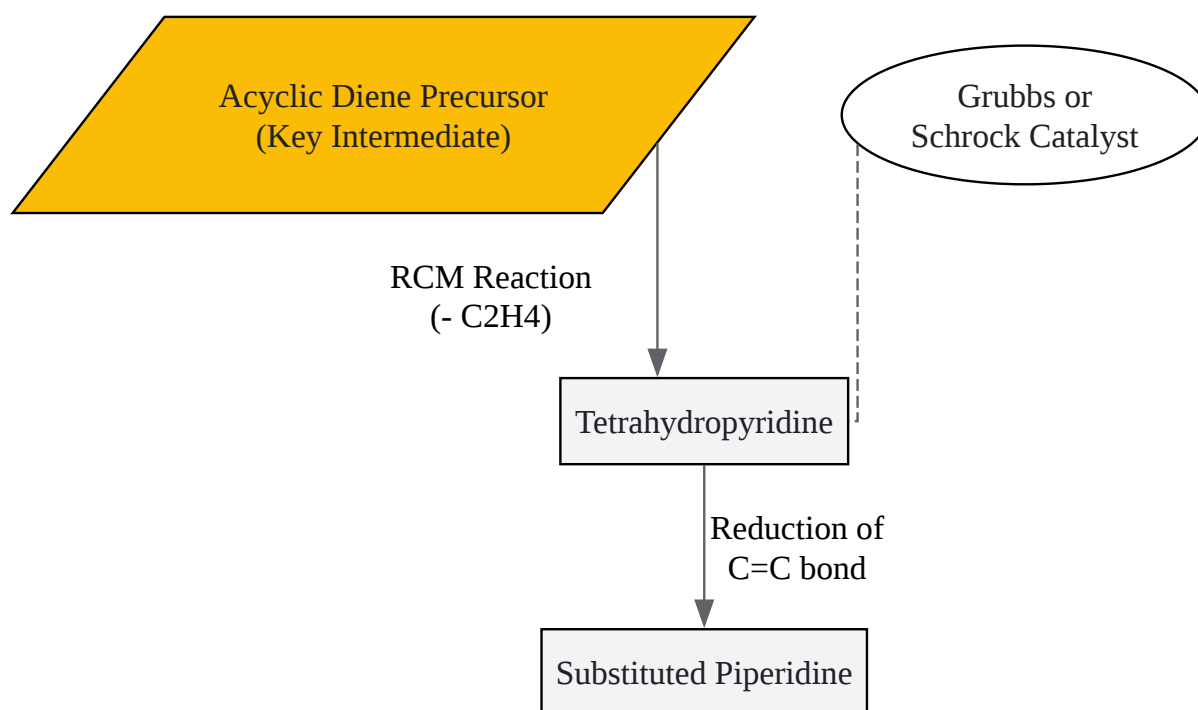 Acyclic Diene Precursor
(Key Intermediate)
Grubbs or
Schrock Catalyst
RCM Reaction
(- C2H4)
Tetrahydropyridine
Reduction of
C=C bond
Substituted Piperidine